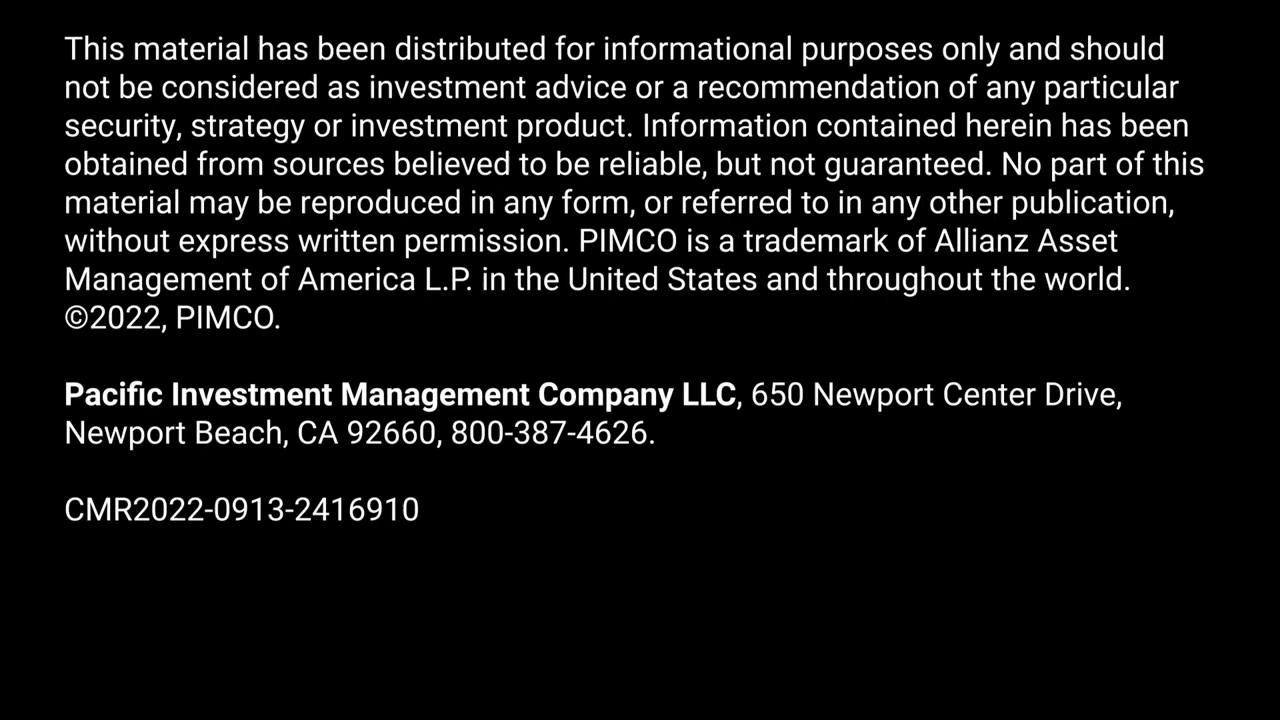 This material has been distributed for informational purposes only and should
not be considered as investment advice or a recommendation of any particular
security, strategy or investment product. Information contained herein has been
obtained from sources believed to be reliable, but not guaranteed. No part of this
material may be reproduced in any form, or referred to in any other publication,
without express written permission. PIMCO is a trademark of Allianz Asset
Management of America L.P. in the United States and throughout the world.
©2022, PIMCO.
Pacific Investment Management Company LLC, 650 Newport Center Drive,
Newport Beach, CA 92660, 800-387-4626.
CMR2022-0913-2416910